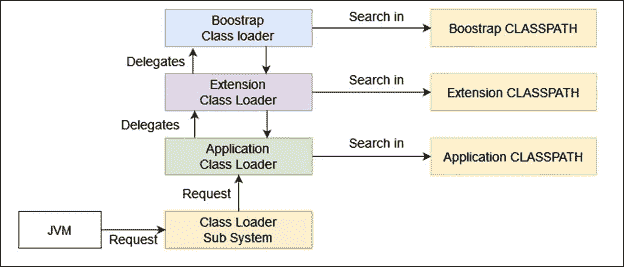 Boostrap
Class loader
Search in
Boostrap CLASSPATH
Delegates
Extension
Class Loader
Search in
Extension CLASSPATH
Delegates
Application
Class Loader
Search in
Application CLASSPATH
Request
JVM
Request
Class Loader
Sub System